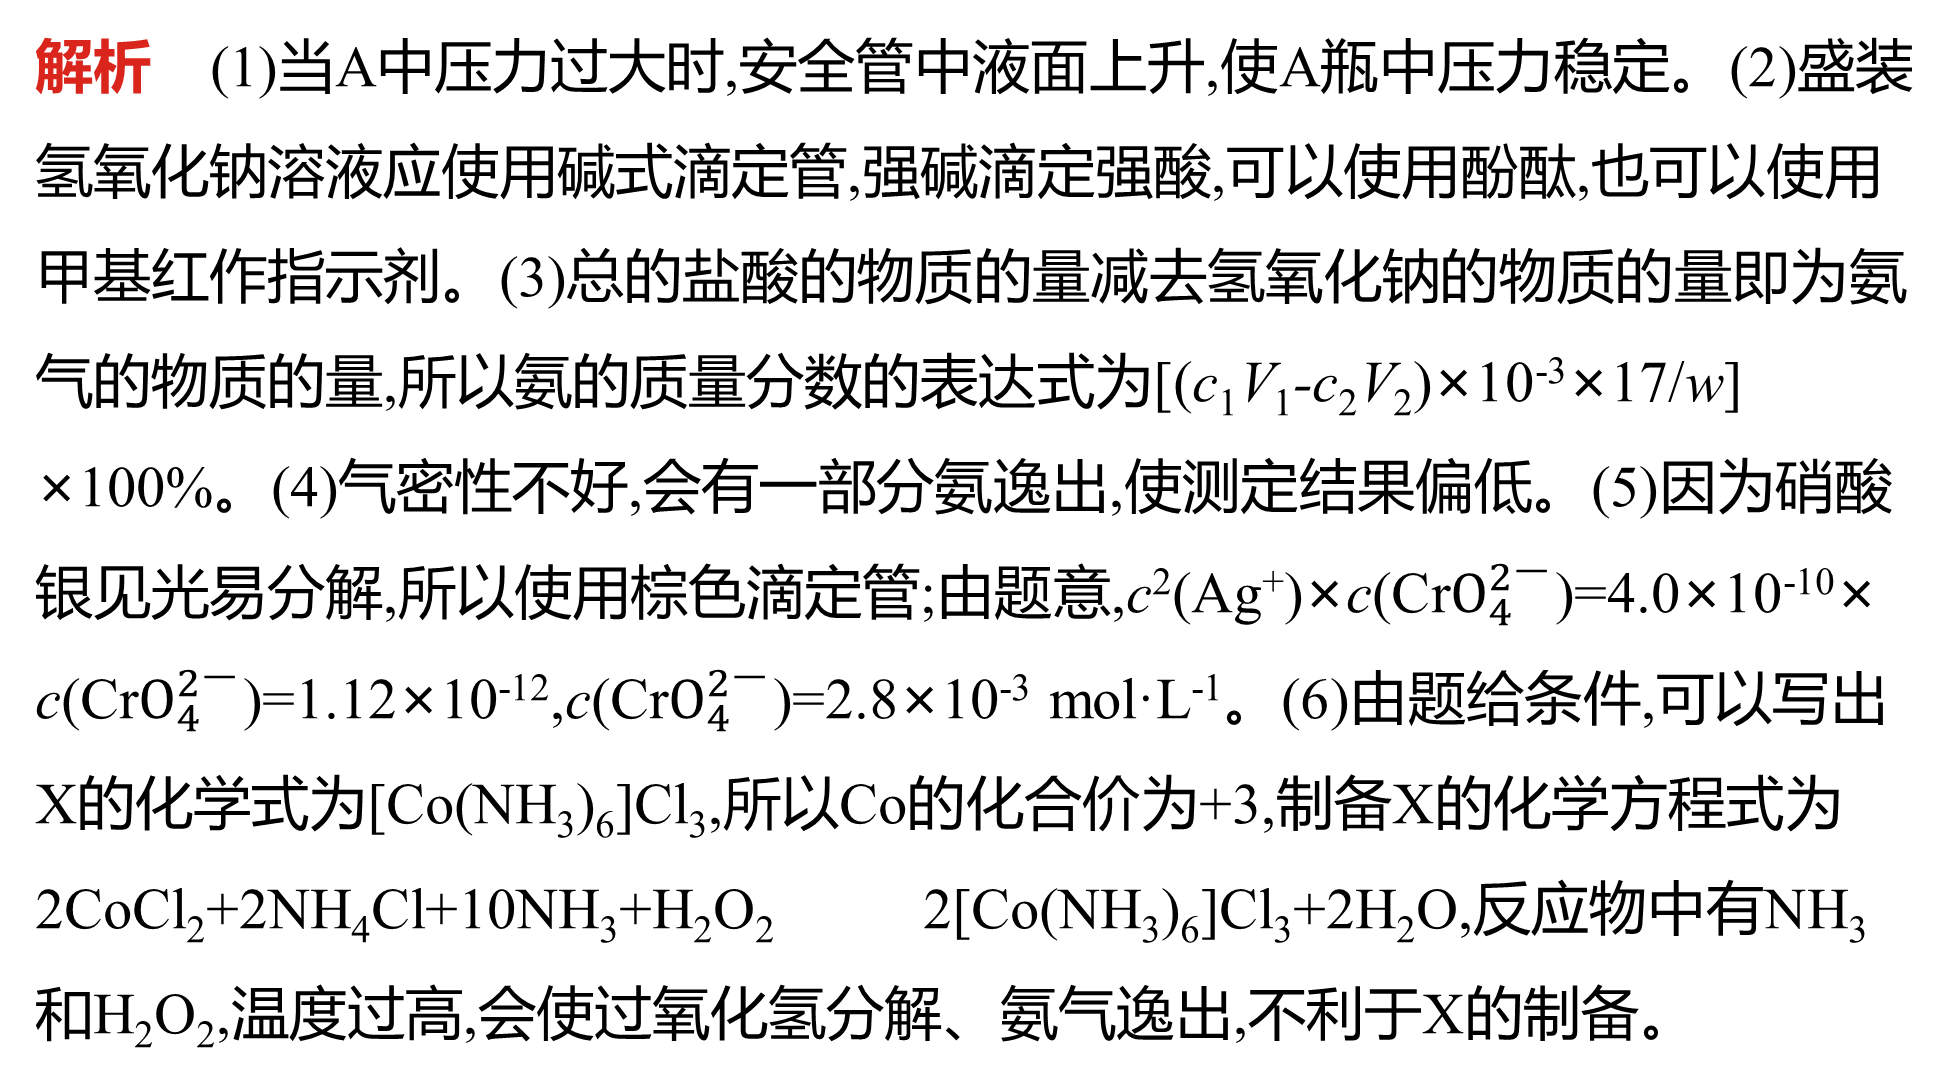 解析 (1)当A中压力过大时,安全管中液面上升,使A瓶中压力稳定。(2)盛装
氢氧化钠溶液应使用碱式滴定管,强碱滴定强酸,可以使用酚酞,也可以使用
甲基红作指示剂。(3)总的盐酸的物质的量减去氢氧化钠的物质的量即为氨
气的物质的量,所以氨的质量分数的表达式为[(c₁V₁-c₂V₂)×10⁻³×17/w]
×100%。(4)气密性不好,会有一部分氨逸出,使测定结果偏低。(5)因为硝酸
银见光易分解,所以使用棕色滴定管;由题意,c²(Ag⁺)×c(CrO₄²⁻)=4.0×10⁻¹⁰×
c(CrO₄²⁻)=1.12×10⁻¹²,c(CrO₄²⁻)=2.8×10⁻³ mol·L⁻¹。(6)由题给条件,可以写出
X的化学式为[Co(NH₃)₆]Cl₃,所以Co的化合价为+3,制备X的化学方程式为
2CoCl₂+2NH₄Cl+10NH₃+H₂O₂ 2[Co(NH₃)₆]Cl₃+2H₂O,反应物中有NH₃
和H₂O₂,温度过高,会使过氧化氢分解、氨气逸出,不利于X的制备。